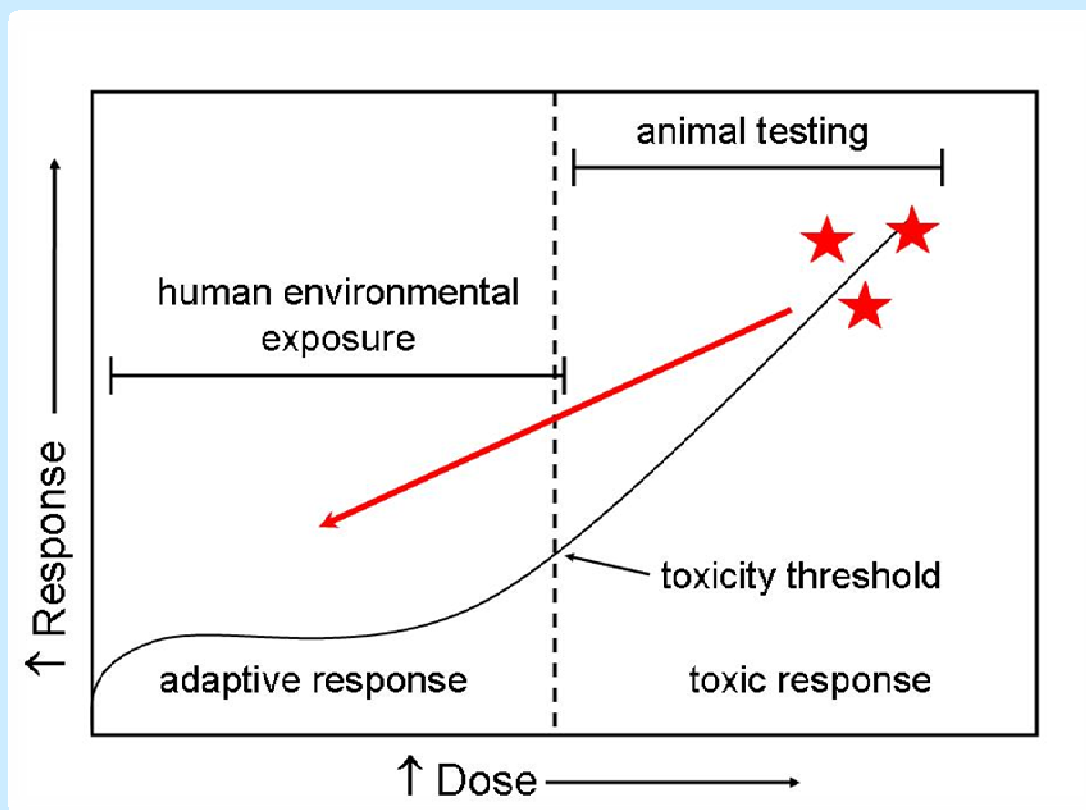 animal testing
human environmental
exposure
toxicity threshold
adaptive response
toxic response
↑ Response
↑ Dose